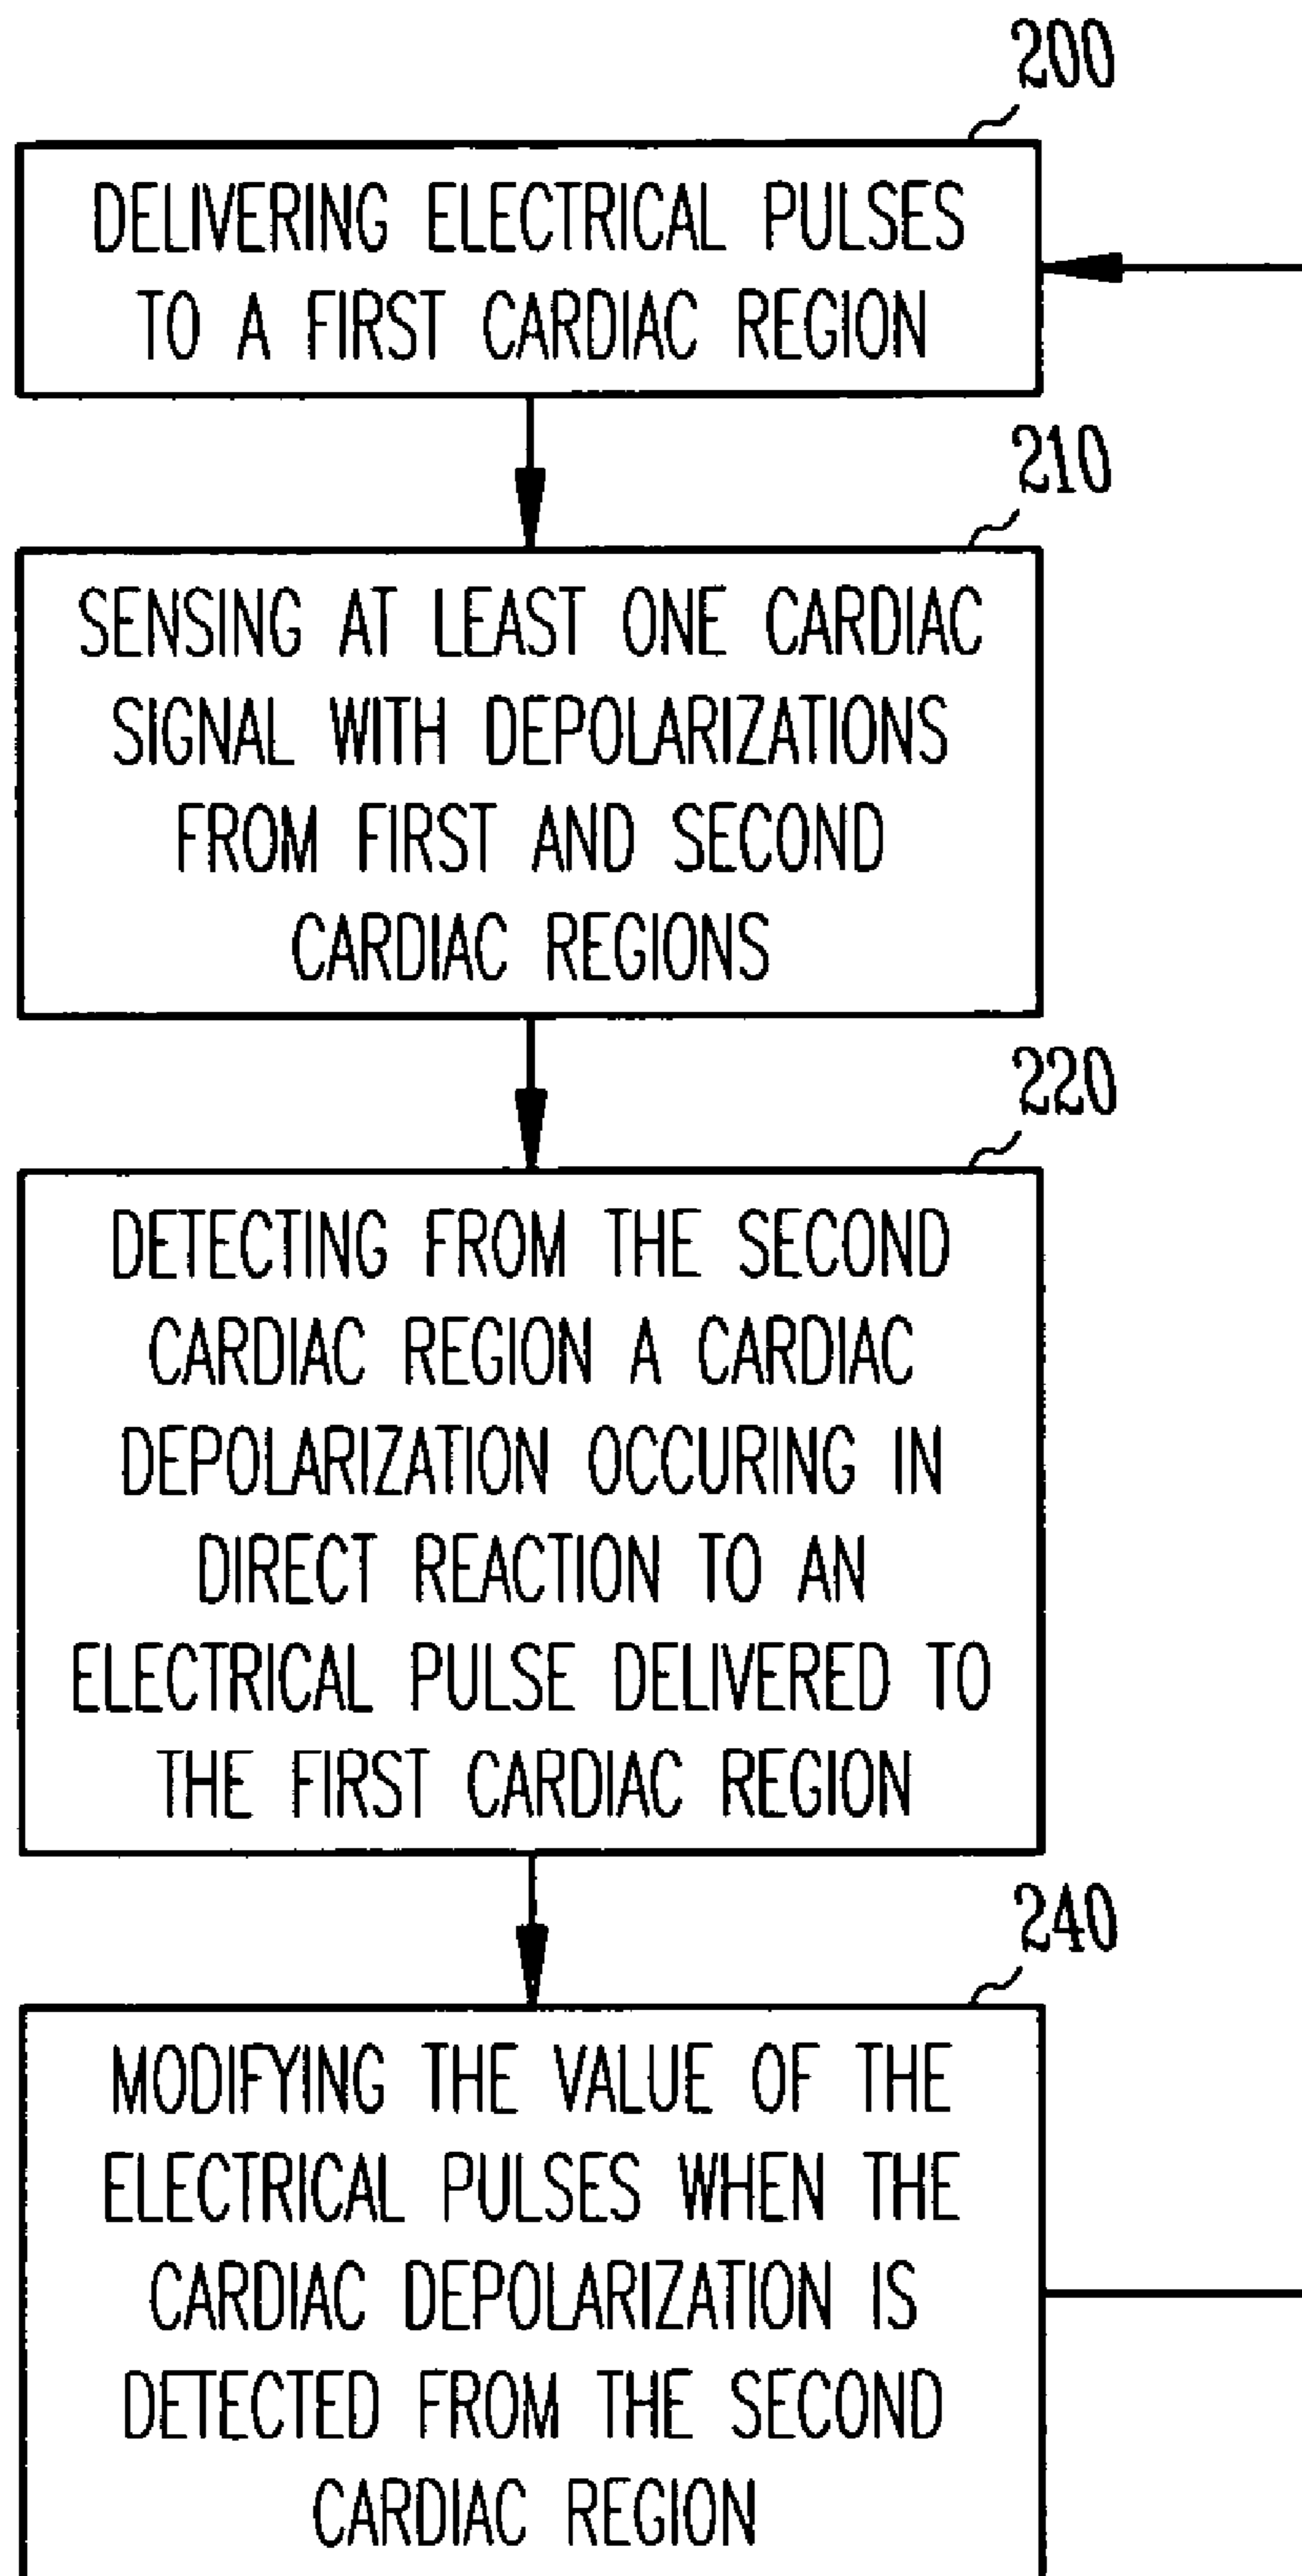 200
DELIVERING ELECTRICAL PULSES
TO A FIRST CARDIAC REGION
210
SENSING AT LEAST ONE CARDIAC
SIGNAL WITH DEPOLARIZATIONS
FROM FIRST AND SECOND
CARDIAC REGIONS
220
DETECTING FROM THE SECOND
CARDIAC REGION A CARDIAC
DEPOLARIZATION OCCURING IN
DIRECT REACTION TO AN
ELECTRICAL PULSE DELIVERED TO
THE FIRST CARDIAC REGION
240
MODIFYING THE VALUE OF THE
ELECTRICAL PULSES WHEN THE
CARDIAC DEPOLARIZATION IS
DETECTED FROM THE SECOND
CARDIAC REGION